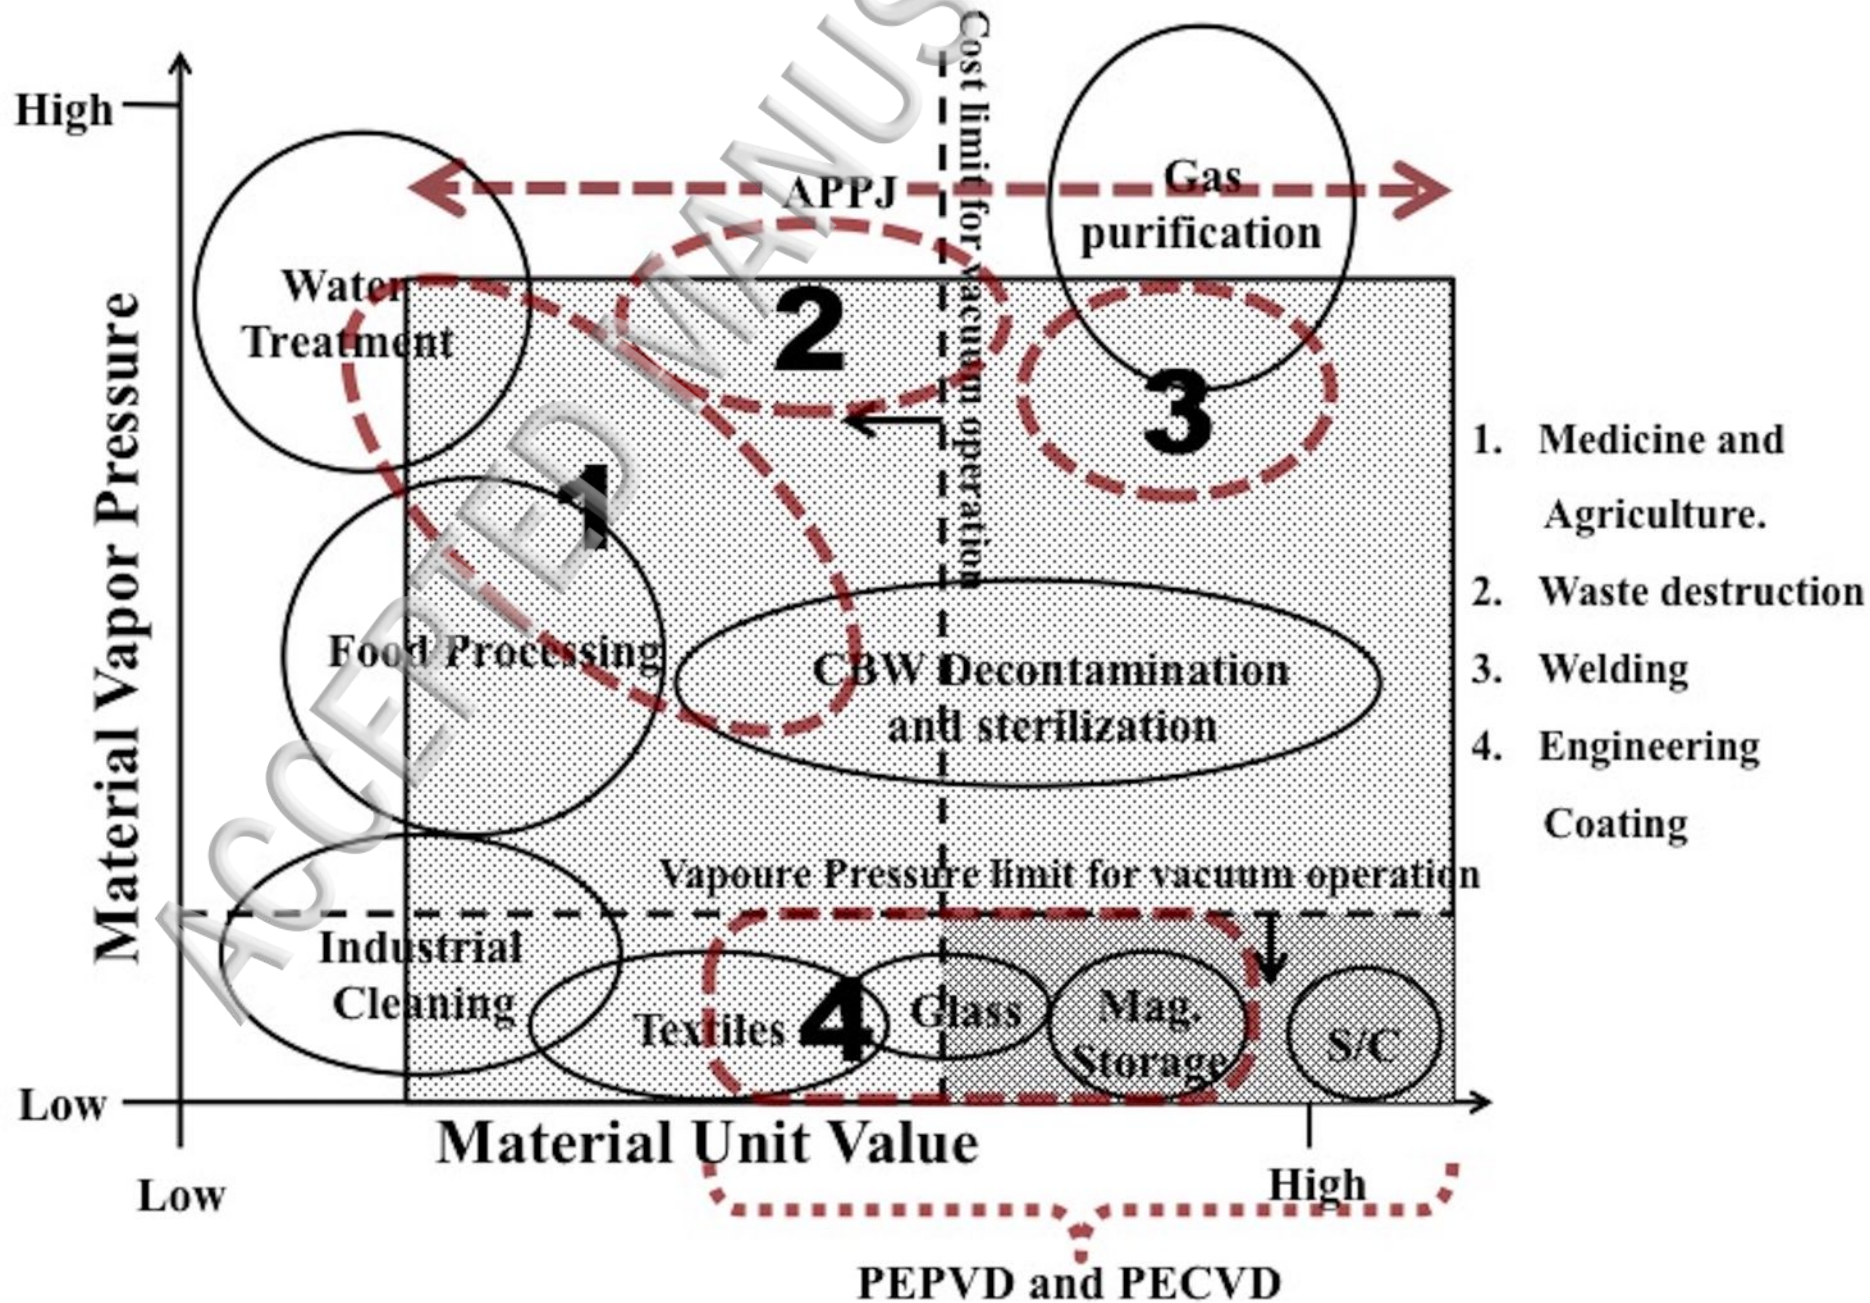 High
Cost limit for vacuum operation
APPJ
Gas
purification
Water
Treatment
2
3
1
Material Vapor Pressure
Food Processing
CBW Decontamination
and sterilization
1. Medicine and
Agriculture.
2. Waste destruction
3. Welding
4. Engineering
Coating
Vapoure Pressure limit for vacuum operation
Industrial
Cleaning
Textiles
4
Glass
Mag.
Storage
S/C
Low
Material Unit Value
Low
High
PEPVD and PECVD
ACCEPTED MANUS